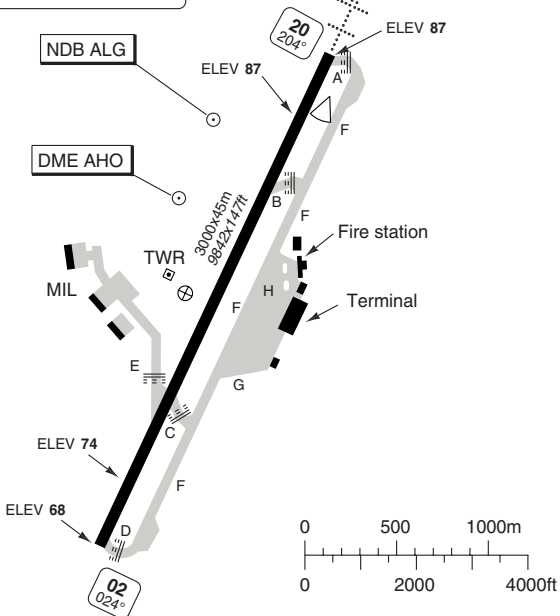 20
204°
ELEV 87
NDB ALG
ELEV 87
A
F
DME AHO
B
3000x45m
9842x147ft
F
Fire station
TWR
MIL
H
Terminal
F
E
G
C
ELEV 74
F
ELEV 68
D
0 500 1000m
0 2000 4000ft
02
024°